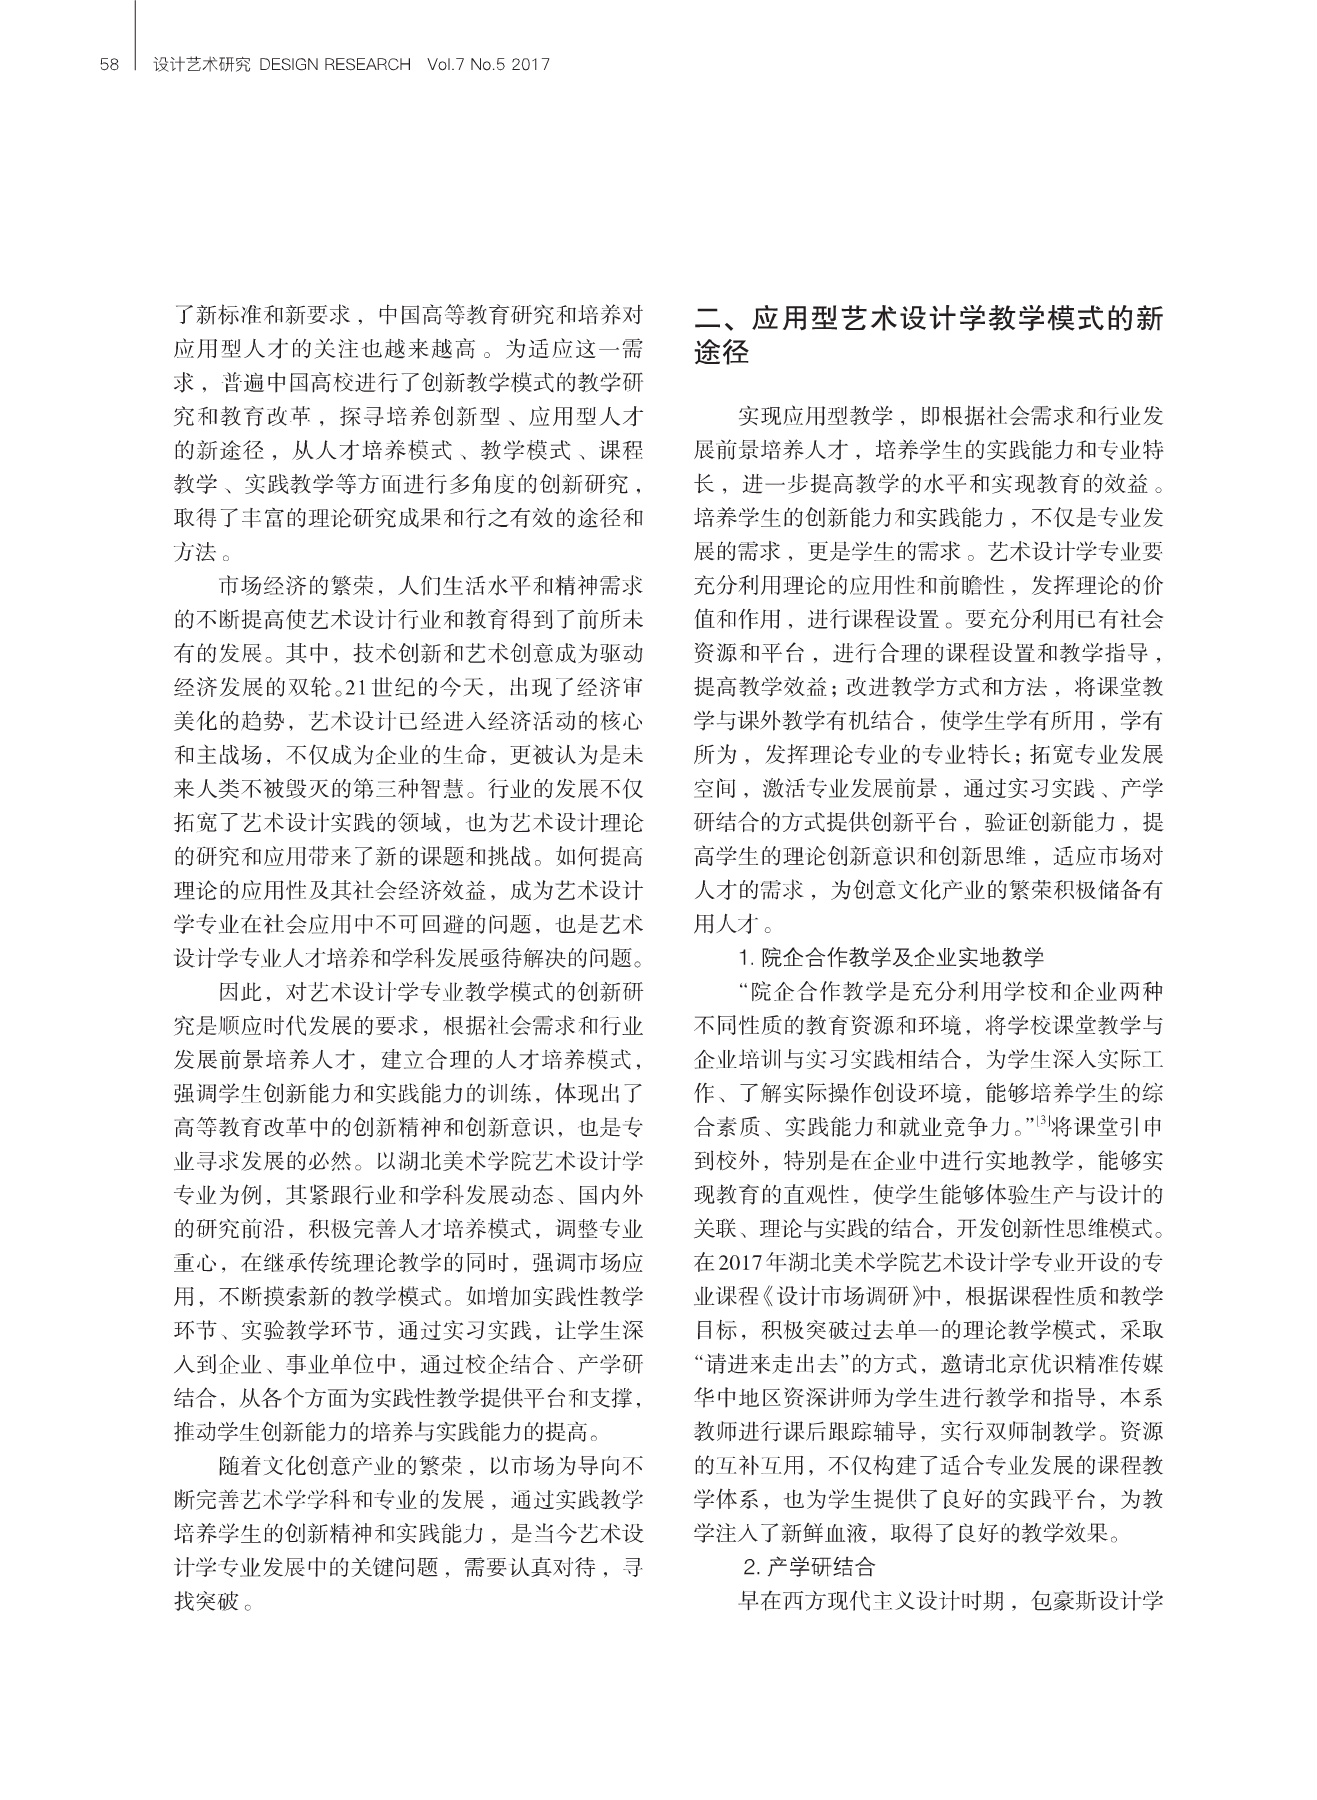 58 设计艺术研究 DESIGN RESEARCH Vol.7 No.5 2017
了新标准和新要求，中国高等教育研究和培养对
应用型人才的关注也越来越高。为适应这一需
求，普遍中国高校进行了创新教学模式的教学研
究和教育改革，探寻培养创新型、应用型人才
的新途径，从人才培养模式、教学模式、课程
教学、实践教学等方面进行多角度的创新研究，
取得了丰富的理论研究成果和行之有效的途径和
方法。
市场经济的繁荣，人们生活水平和精神需求
的不断提高使艺术设计行业和教育得到了前所未
有的发展。其中，技术创新和艺术创意成为驱动
经济发展的双轮。21世纪的今天，出现了经济审
美化的趋势，艺术设计已经进入经济活动的核心
和主战场，不仅成为企业的生命，更被认为是未
来人类不被毁灭的第三种智慧。行业的发展不仅
拓宽了艺术设计实践的领域，也为艺术设计理论
的研究和应用带来了新的课题和挑战。如何提高
理论的应用性及其社会经济效益，成为艺术设计
学专业在社会应用中不可回避的问题，也是艺术
设计学专业人才培养和学科发展亟待解决的问题。
因此，对艺术设计学专业教学模式的创新研
究是顺应时代发展的要求，根据社会需求和行业
发展前景培养人才，建立合理的人才培养模式，
强调学生创新能力和实践能力的训练，体现出了
高等教育改革中的创新精神和创新意识，也是专
业寻求发展的必然。以湖北美术学院艺术设计学
专业为例，其紧跟行业和学科发展动态、国内外
的研究前沿，积极完善人才培养模式，调整专业
重心，在继承传统理论教学的同时，强调市场应
用，不断摸索新的教学模式。如增加实践性教学
环节、实验教学环节，通过实习实践，让学生深
入到企业、事业单位中，通过校企结合、产学研
结合，从各个方面为实践性教学提供平台和支撑，
推动学生创新能力的培养与实践能力的提高。
随着文化创意产业的繁荣，以市场为导向不
断完善艺术学学科和专业的发展，通过实践教学
培养学生的创新精神和实践能力，是当今艺术设
计学专业发展中的关键问题，需要认真对待，寻
找突破。
二、应用型艺术设计学教学模式的新
途径
实现应用型教学，即根据社会需求和行业发
展前景培养人才，培养学生的实践能力和专业特
长，进一步提高教学的水平和实现教育的效益。
培养学生的创新能力和实践能力，不仅是专业发
展的需求，更是学生的需求。艺术设计学专业要
充分利用理论的应用性和前瞻性，发挥理论的价
值和作用，进行课程设置。要充分利用已有社会
资源和平台，进行合理的课程设置和教学指导，
提高教学效益；改进教学方式和方法，将课堂教
学与课外教学有机结合，使学生学有所用，学有
所为，发挥理论专业的专业特长；拓宽专业发展
空间，激活专业发展前景，通过实习实践、产学
研结合的方式提供创新平台，验证创新能力，提
高学生的理论创新意识和创新思维，适应市场对
人才的需求，为创意文化产业的繁荣积极储备有
用人才。
1. 院企合作教学及企业实地教学
“院企合作教学是充分利用学校和企业两种
不同性质的教育资源和环境，将学校课堂教学与
企业培训与实习实践相结合，为学生深入实际工
作、了解实际操作创设环境，能够培养学生的综
合素质、实践能力和就业竞争力。”[3]将课堂引申
到校外，特别是在企业中进行实地教学，能够实
现教育的直观性，使学生能够体验生产与设计的
关联、理论与实践的结合，开发创新性思维模式。
在2017年湖北美术学院艺术设计学专业开设的专
业课程《设计市场调研》中，根据课程性质和教学
目标，积极突破过去单一的理论教学模式，采取
“请进来走出去”的方式，邀请北京优识精准传媒
华中地区资深讲师为学生进行教学和指导，本系
教师进行课后跟踪辅导，实行双师制教学。资源
的互补互用，不仅构建了适合专业发展的课程教
学体系，也为学生提供了良好的实践平台，为教
学注入了新鲜血液，取得了良好的教学效果。
2. 产学研结合
早在西方现代主义设计时期，包豪斯设计学